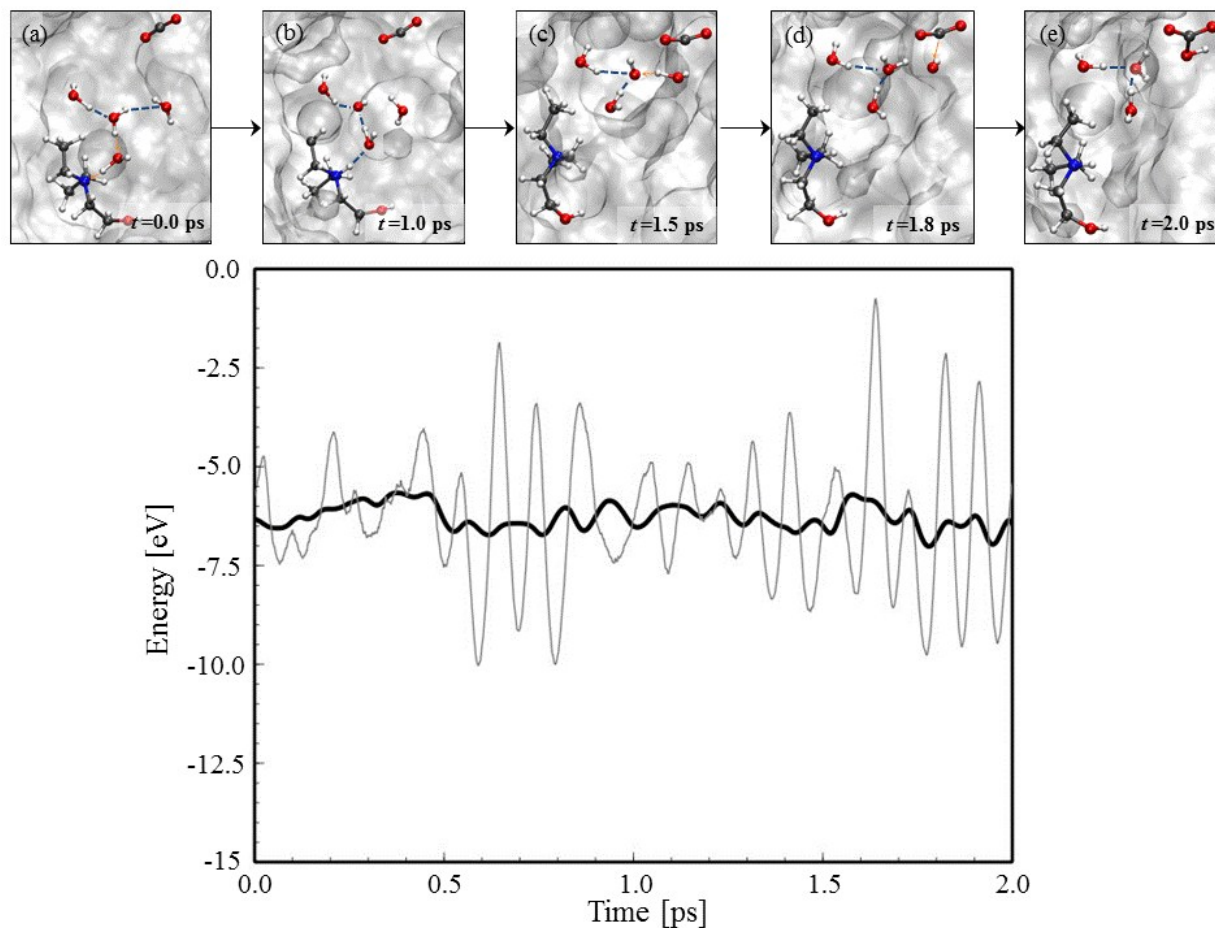 (a)
(b)
(c)
(d)
(e)
t=0.0 ps
t=1.0 ps
t=1.5 ps
t=1.8 ps
t=2.0 ps
0.0
-2.5
-5.0
-7.5
-10.0
-12.5
-15
Energy [eV]
0.0
0.5
1.0
1.5
2.0
Time [ps]